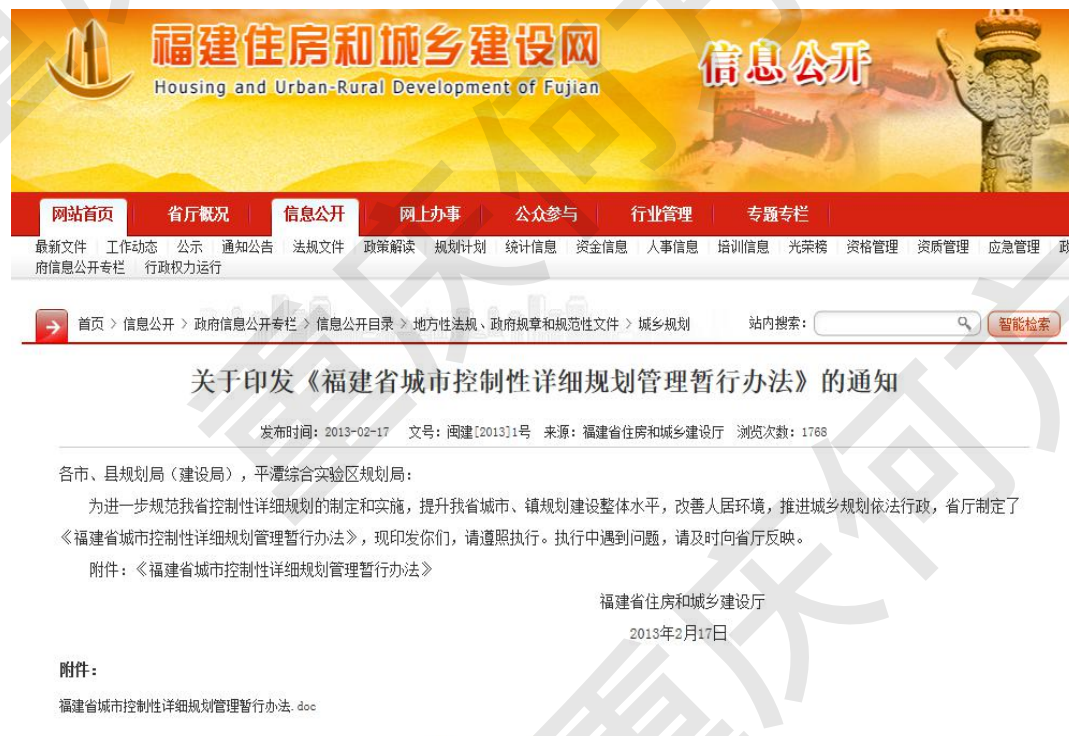 福建住房和城乡建设网
Housing and Urban-Rural Development of Fujian
信息公开
网站首页 省厅概况 信息公开 网上办事 公众参与 行业管理 专题专栏
最新文件 工作动态 公示 通知公告 法规文件 政策解读 规划计划 统计信息 资金信息 人事信息 培训信息 光荣榜 资格管理 资质管理 应急管理 政
府信息公开专栏 行政权力运行
首页 > 信息公开 > 政府信息公开专栏 > 信息公开目录 > 地方性法规、政府规章和规范性文件 > 城乡规划 站内搜索： 智能检索
关于印发《福建省城市控制性详细规划管理暂行办法》的通知
发布时间：2013-02-17 文号：闽建[2013]1号 来源：福建省住房和城乡建设厅 浏览次数：1768
各市、县规划局（建设局），平潭综合实验区规划局：
为进一步规范我省控制性详细规划的制定和实施，提升我省城市、镇规划建设整体水平，改善人居环境，推进城乡规划依法行政，省厅制定了
《福建省城市控制性详细规划管理暂行办法》，现印发你们，请遵照执行。执行中遇到问题，请及时向省厅反映。
附件：《福建省城市控制性详细规划管理暂行办法》
福建省住房和城乡建设厅
2013年2月17日
附件：
福建省城市控制性详细规划管理暂行办法.doc
重庆何方
重庆何方